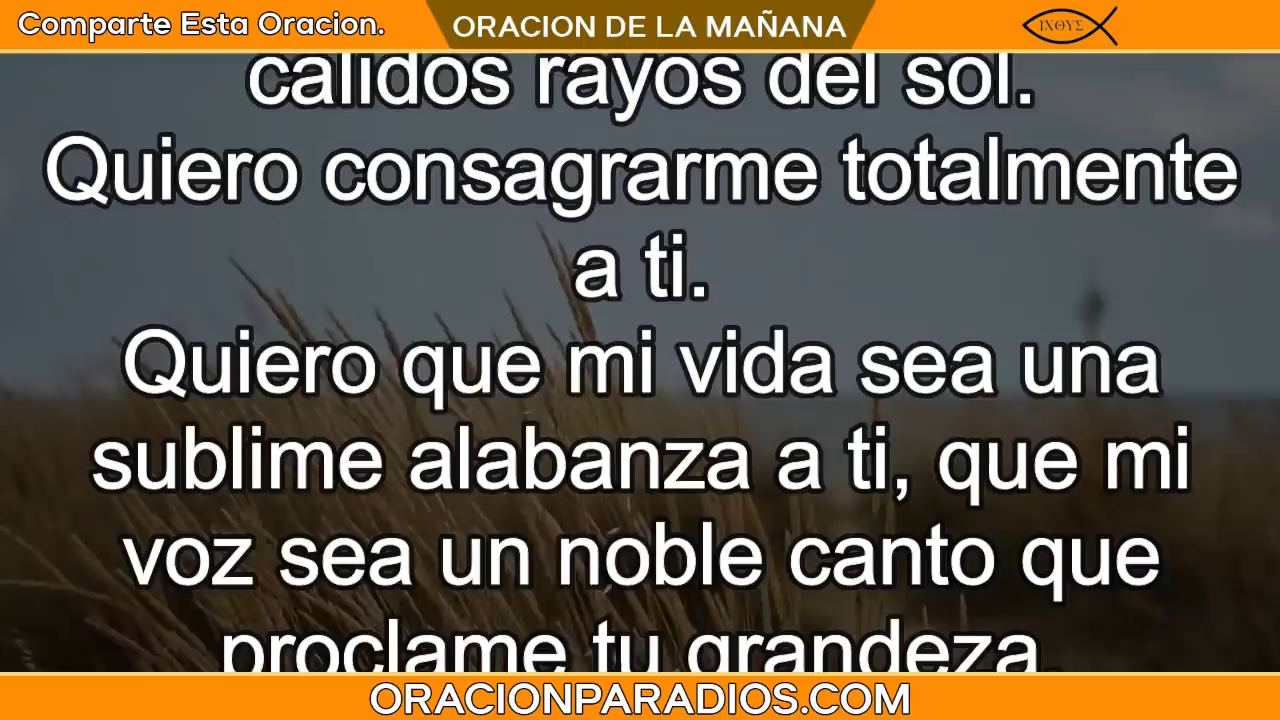 Comparte Esta Oracion.
ORACION DE LA MAÑANA
ΙΧΘΥΣ
calidos rayos del sol.
Quiero consagrarme totalmente
a ti.
Quiero que mi vida sea una
sublime alabanza a ti, que mi
voz sea un noble canto que
proclame tu grandeza.
ORACIONPARADIOS.COM